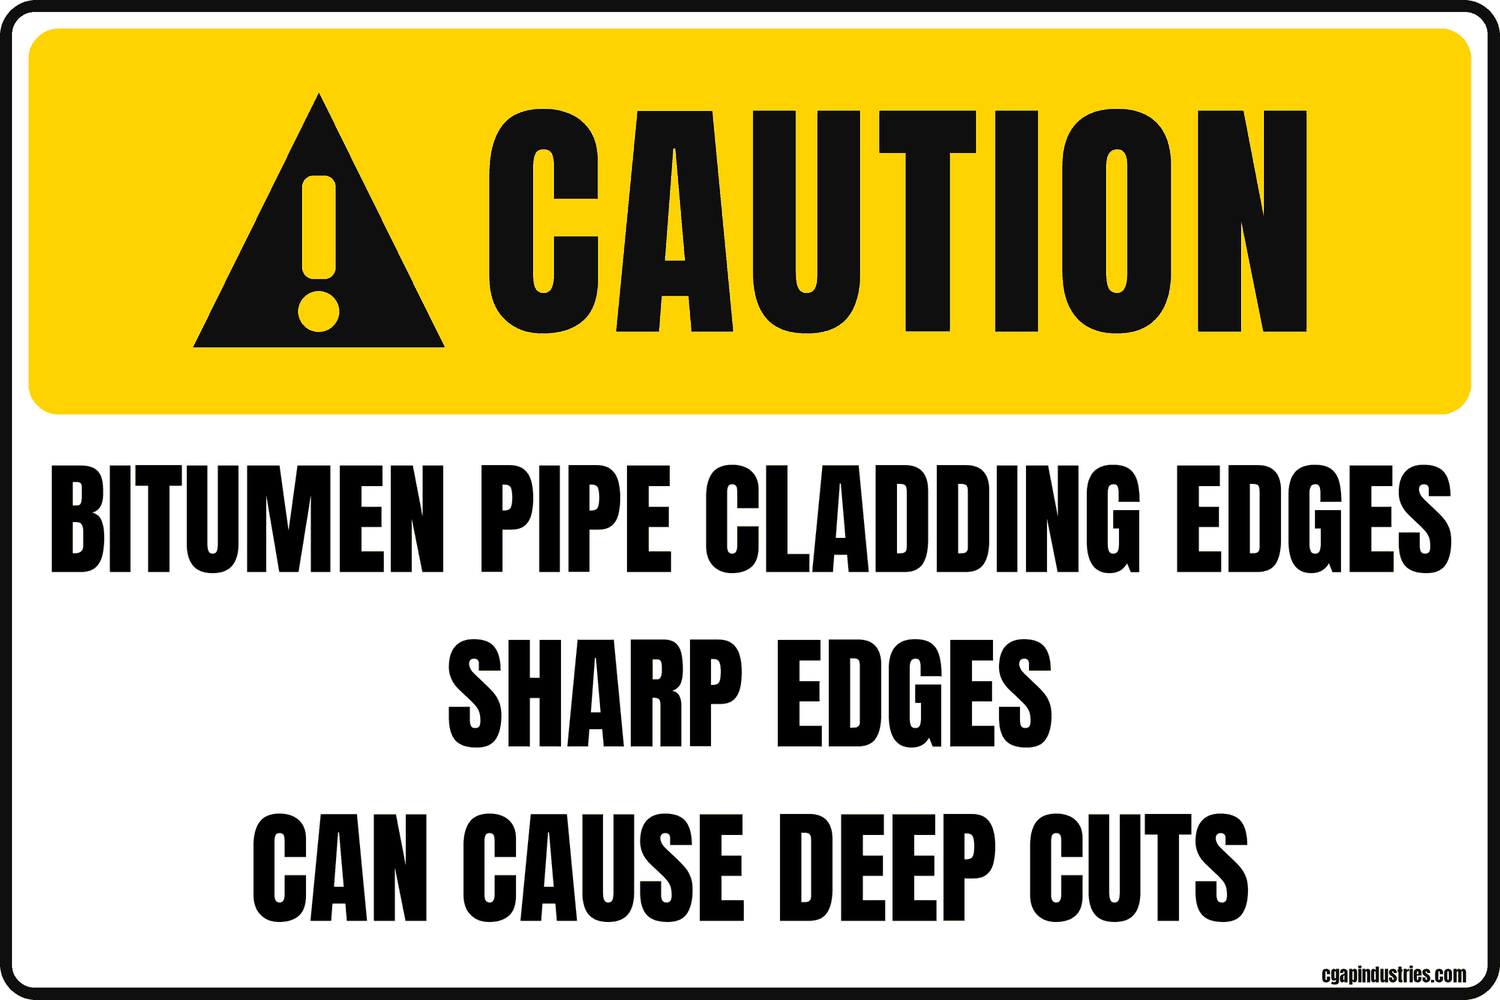 CAUTION
BITUMEN PIPE CLADDING EDGES
SHARP EDGES
CAN CAUSE DEEP CUTS
cgapindustries.com